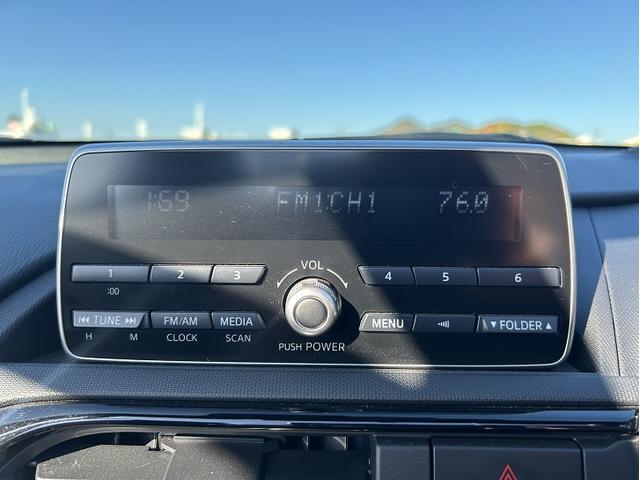 1:69 FM1CH1 76.0
1 2 3 VOL 4 5 6
:00
TUNE FM/AM MEDIA MENU FOLDER
H M CLOCK SCAN PUSH POWER